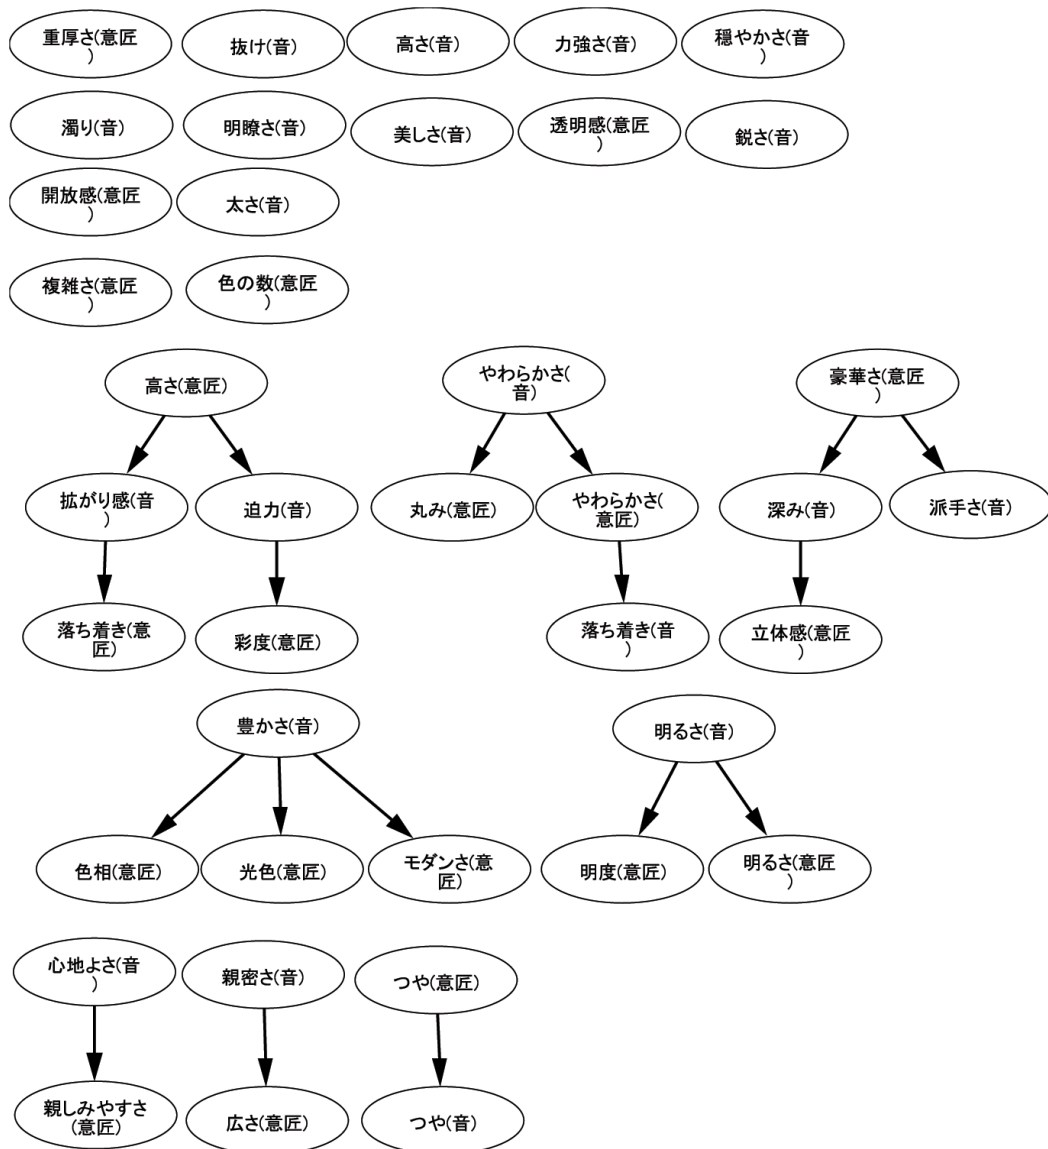 重厚さ(意匠
)
抜け(音)
高さ(音)
力強さ(音)
穏やかさ(音
)
濁り(音)
明瞭さ(音)
美しさ(音)
透明感(意匠
)
鋭さ(音)
開放感(意匠
)
太さ(音)
複雑さ(意匠
)
色の数(意匠
)
高さ(意匠)
やわらかさ(
音)
豪華さ(意匠
)
拡がり感(音
)
迫力(音)
丸み(意匠)
やわらかさ(
意匠)
深み(音)
派手さ(音)
落ち着き(意
匠)
彩度(意匠)
落ち着き(音
)
立体感(意匠
)
豊かさ(音)
明るさ(音)
色相(意匠)
光色(意匠)
モダンさ(意
匠)
明度(意匠)
明るさ(意匠
)
心地よさ(音
)
親密さ(音)
つや(意匠)
親しみやすさ
(意匠)
広さ(意匠)
つや(音)